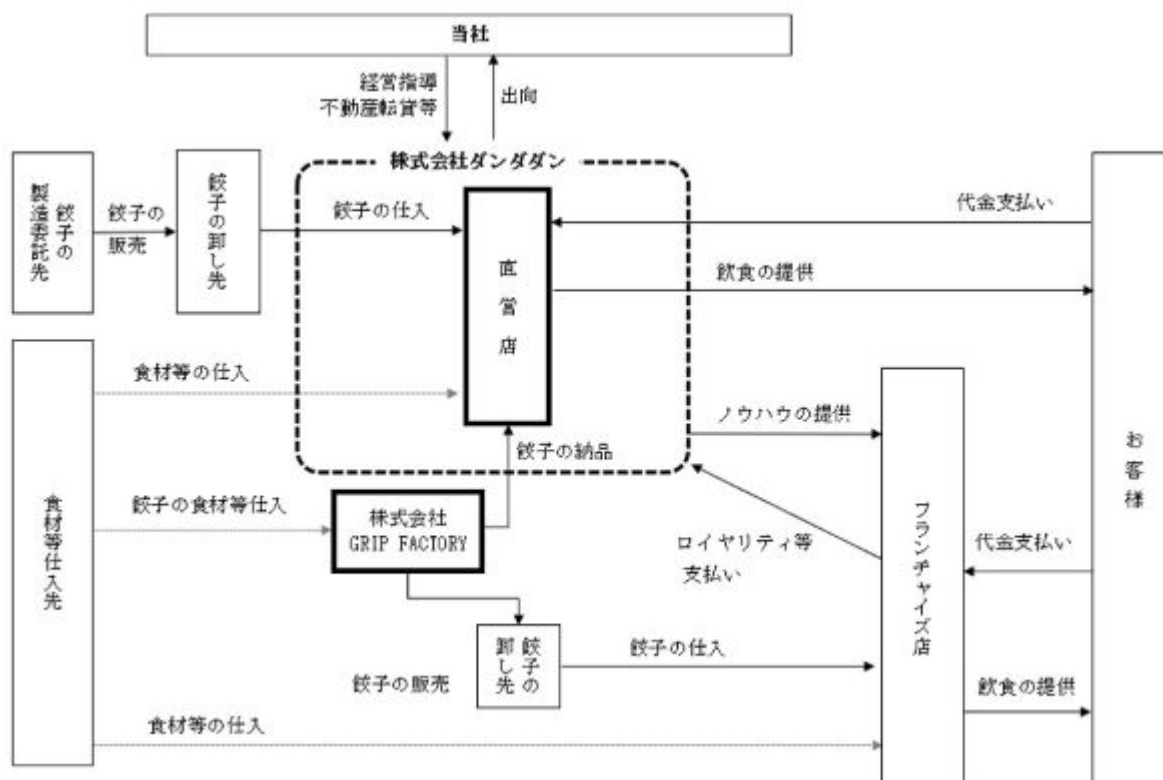 当社
経営指導
不動産転貸等
出向
株式会社ダンダダン
餃子の
製造委託先
餃子の
販売
餃子の卸し先
餃子の仕入
直営店
代金支払い
飲食の提供
食材等の仕入
ノウハウの提供
餃子の納品
お客様
食材等仕入先
餃子の食材等仕入
株式会社
GRIP FACTORY
ロイヤリティ等
支払い
フランチャイズ店
代金支払い
餃子の
卸し先
餃子の仕入
餃子の販売
飲食の提供
食材等の仕入